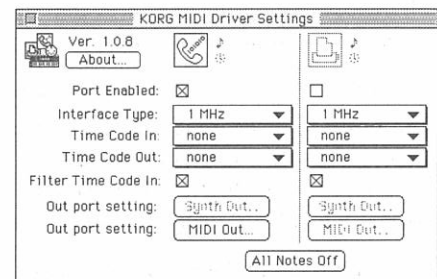 KORG MIDI Driver Settings
Ver. 1.0.8
About...
Port Enabled:
Interface Type: 1 MHz 1 MHz
Time Code In: none none
Time Code Out: none none
Filter Time Code In:
Out port setting: Synth Out.. Synth Out..
Out port setting: MIDI Out... MIDI Out..
All Notes Off